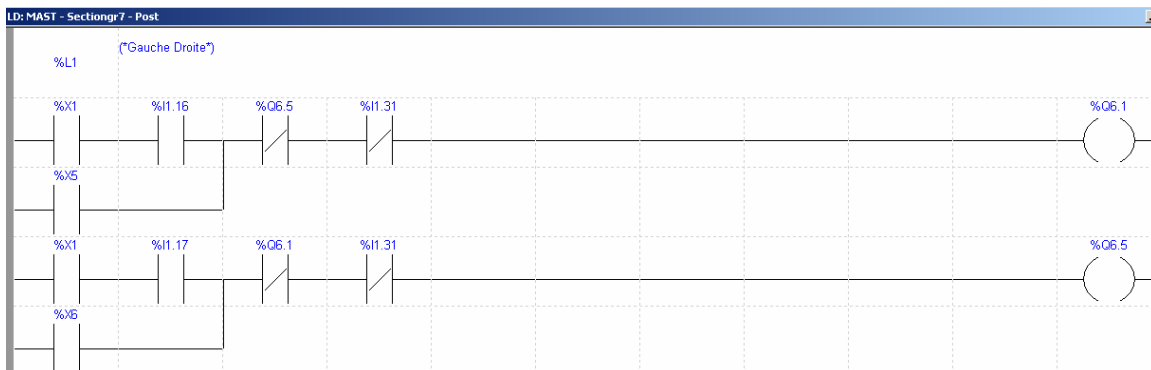 LD: MAST - Sectiongr7 - Post
(*Gauche Droite*)
%L1
%X1 %I1.16 %Q6.5 %I1.31 %Q6.1
%X5
%X1 %I1.17 %Q6.1 %I1.31 %Q6.5
%X6